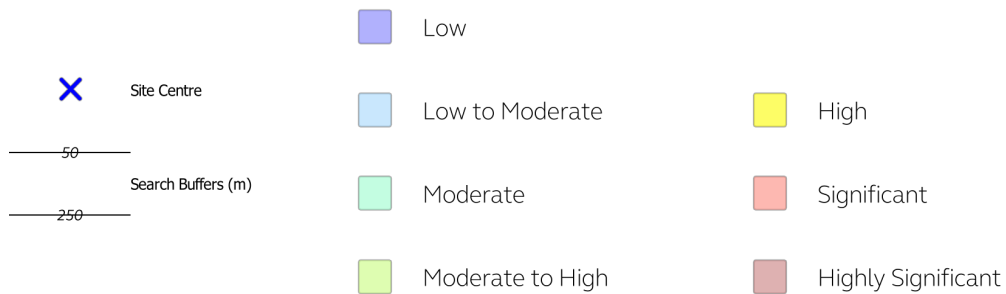 Site Centre
50
Search Buffers (m)
250
Low
Low to Moderate
Moderate
Moderate to High
High
Significant
Highly Significant